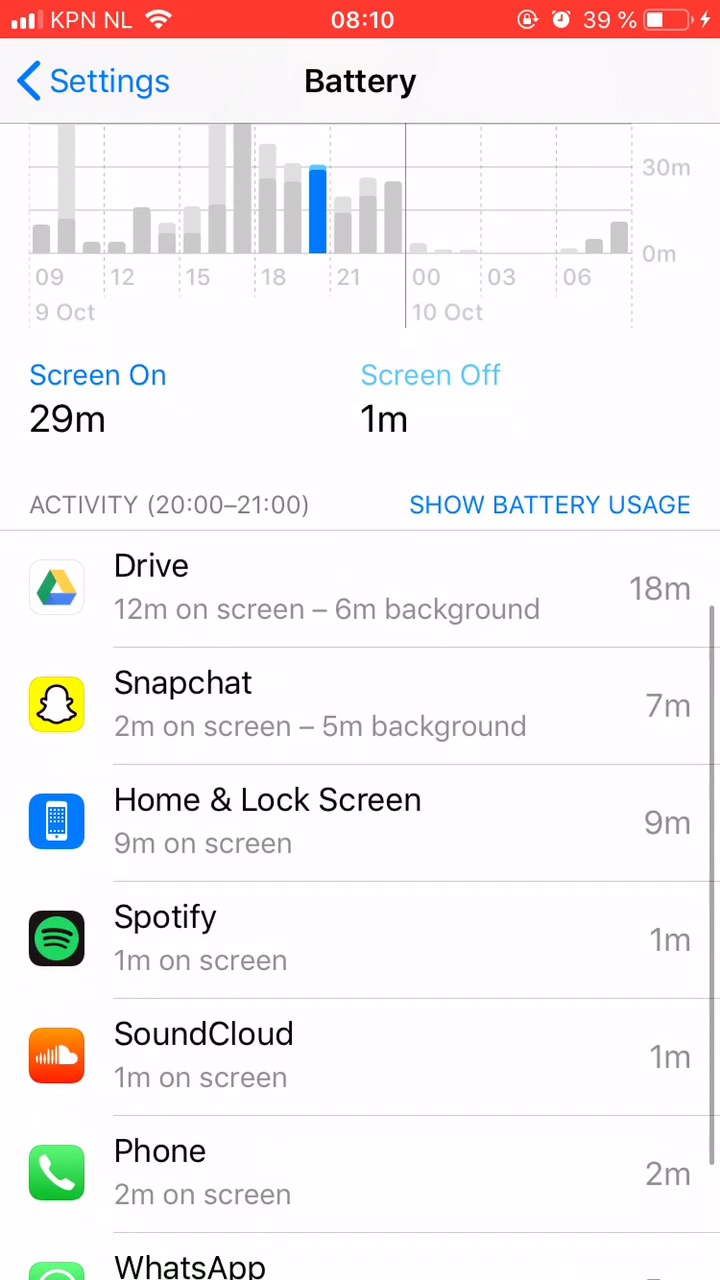 KPN NL 08:10 39 %
Settings Battery
30m
0m
09 12 15 18 21 00 03 06
9 Oct 10 Oct
Screen On Screen Off
29m 1m
ACTIVITY (20:00–21:00) SHOW BATTERY USAGE
Drive
12m on screen – 6m background 18m
Snapchat
2m on screen – 5m background 7m
Home & Lock Screen
9m on screen 9m
Spotify
1m on screen 1m
SoundCloud
1m on screen 1m
Phone
2m on screen 2m
WhatsApp